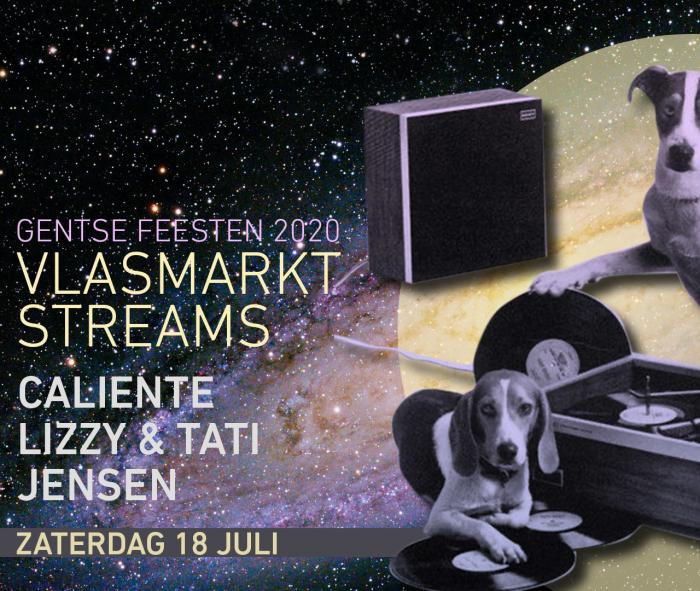 GENTSE FEESTEN 2020
VLASMARKT
STREAMS
CALIENTE
LIZZY & TATI
JENSEN
ZATERDAG 18 JULI